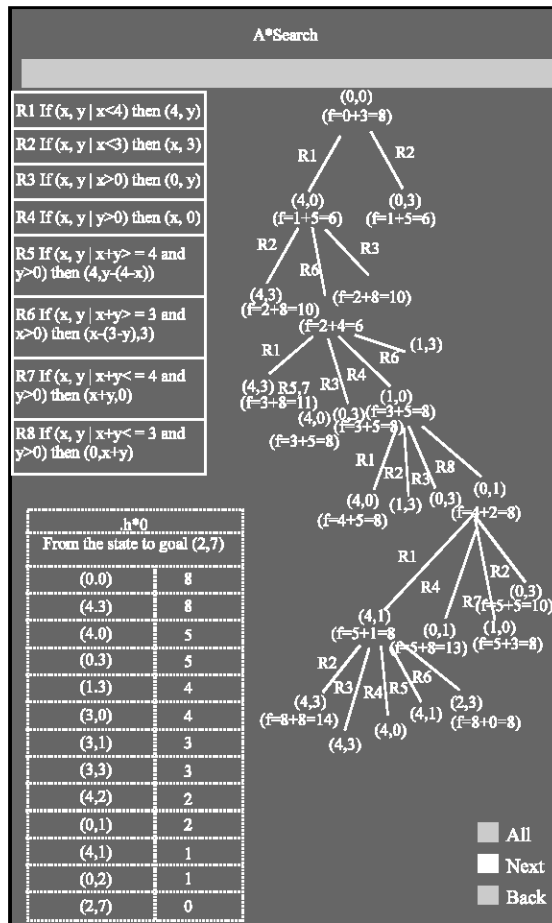 A*Search
R1 If (x, y | x<4) then (4, y)
R2 If (x, y | x<3) then (x, 3)
R3 If (x, y | x>0) then (0, y)
R4 If (x, y | y>0) then (x, 0)
R5 If (x, y | x+y> = 4 and
y>0) then (4,y-(4-x))
R6 If (x, y | x+y> = 3 and
x>0) then (x-(3-y),3)
R7 If (x, y | x+y< = 4 and
y>0) then (x+y,0)
R8 If (x, y | x+y< = 3 and
y>0) then (0,x+y)
(0,0)
(f=0+3=8)
R1 R2
(4,0) (0,3)
(f=1+5=6) (f=1+5=6)
R2 R6 R3
(4,3) (f=2+8=10)
(f=2+8=10)
(f=2+4=6
R1 R5,7 R3 R4 R6 (1,3)
(4,3) (1,0)
(f=3+8=11) (4,0) (0,3) (f=3+5=8)
(f=3+5=8) (f=3+5=8)
R1 R2 R3 R8
(4,0) (1,3) (0,3) (0,1)
(f=4+5=8) (f=4+2=8)
R1 R4 R7 R2
(0,3)
(f=5+5=10)
(4,1) (0,1) (1,0)
(f=5+1=8 (f=5+8=13) (f=5+3=8)
R2 R3 R4 R5 R6
(4,3) (4,3) (4,0) (4,1) (2,3)
(f=8+8=14) (f=8+0=8)
.h*0
From the state to goal (2,7)
(0.0) 8
(4.3) 8
(4.0) 5
(0.3) 5
(1.3) 4
(3,0) 4
(3,1) 3
(3,3) 3
(4,2) 2
(0,1) 2
(4,1) 1
(0,2) 1
(2,7) 0
All
Next
Back